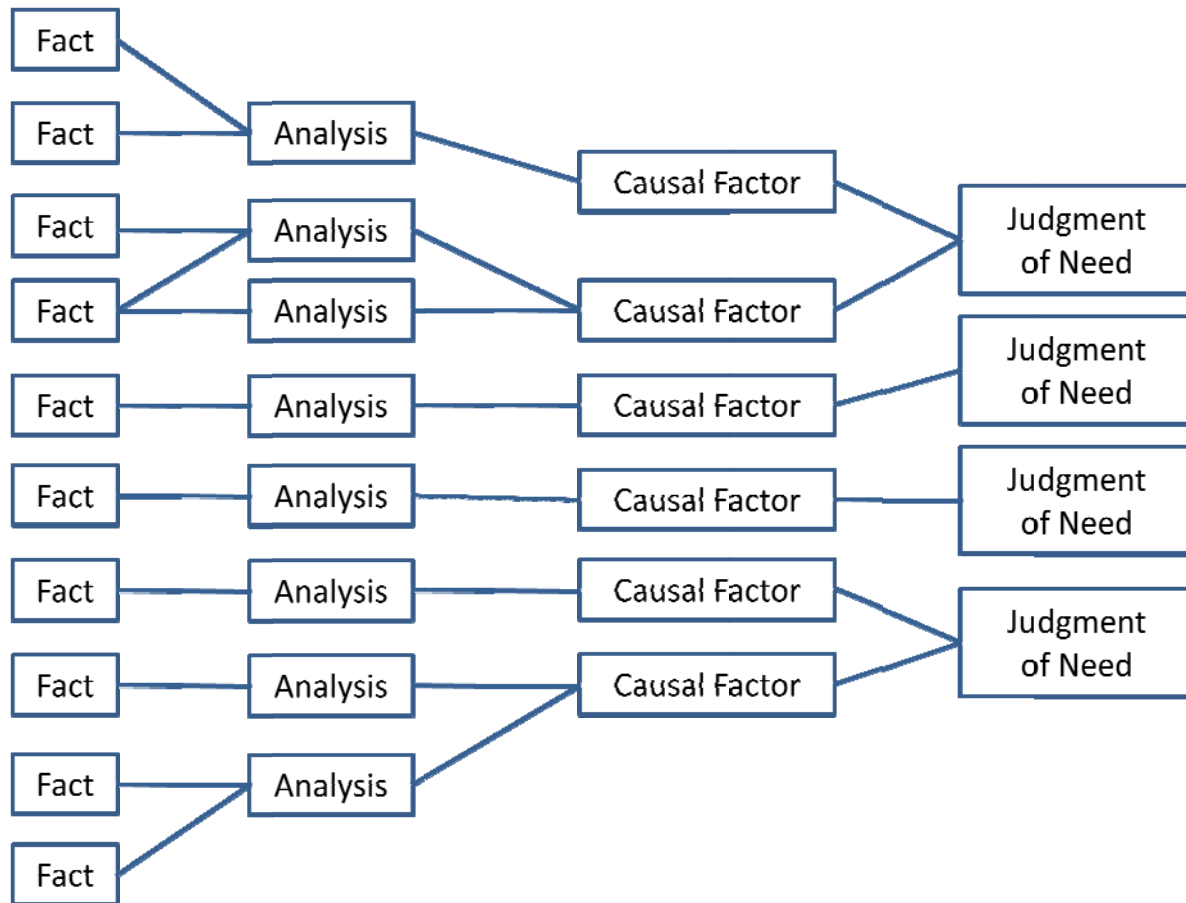 Fact
Fact
Analysis
Causal Factor
Fact
Analysis
Judgment
of Need
Fact
Analysis
Causal Factor
Fact
Analysis
Causal Factor
Judgment
of Need
Fact
Analysis
Causal Factor
Judgment
of Need
Fact
Analysis
Causal Factor
Judgment
of Need
Fact
Analysis
Causal Factor
Fact
Analysis
Fact